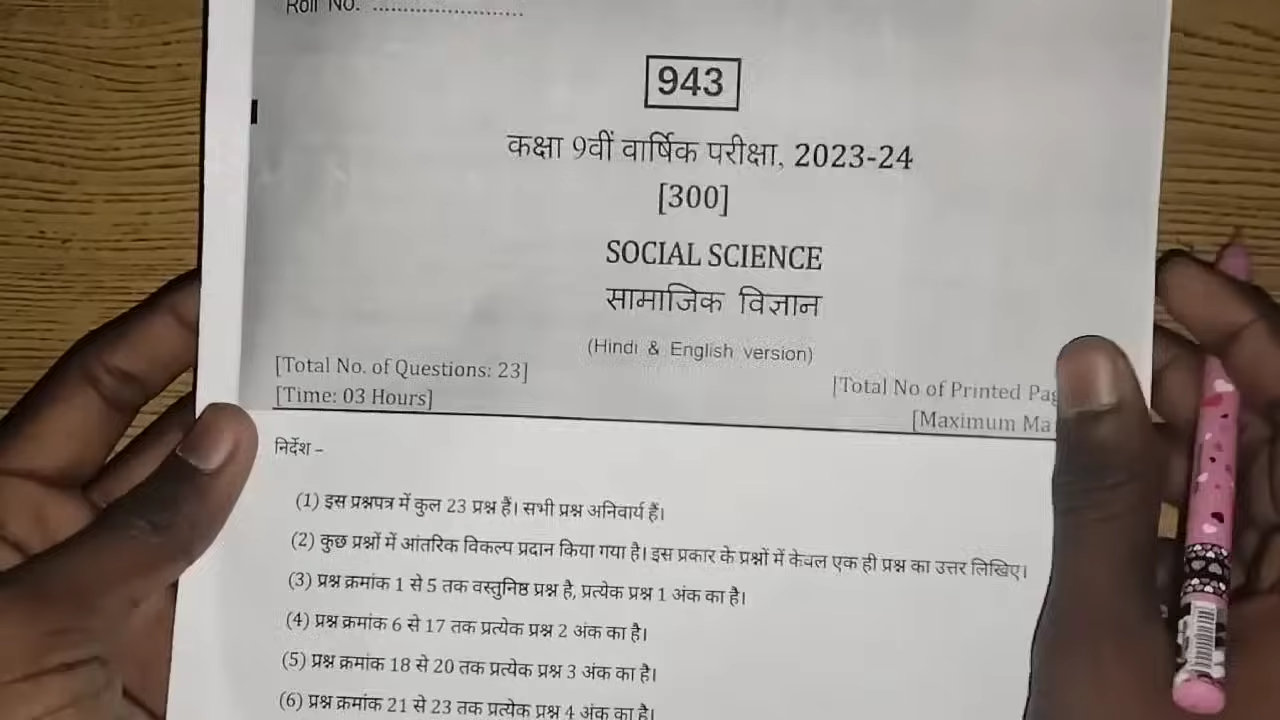 Roll No. ........................
943
कक्षा 9वीं वार्षिक परीक्षा, 2023-24
[300]
SOCIAL SCIENCE
सामाजिक विज्ञान
(Hindi & English version)
[Total No. of Questions: 23]
[Total No of Printed
[Time: 03 Hours]
[Maximum
निर्देश –
(1) इस प्रश्नपत्र में कुल 23 प्रश्न हैं। सभी प्रश्न अनिवार्य हैं।
(2) कुछ प्रश्नों में आंतरिक विकल्प प्रदान किया गया है। इस प्रकार के प्रश्नों में केवल एक ही प्रश्न का उत्तर लिखिए।
(3) प्रश्न क्रमांक 1 से 5 तक वस्तुनिष्ठ प्रश्न है, प्रत्येक प्रश्न 1 अंक का है।
(4) प्रश्न क्रमांक 6 से 17 तक प्रत्येक प्रश्न 2 अंक का है।
(5) प्रश्न क्रमांक 18 से 20 तक प्रत्येक प्रश्न 3 अंक का है।
(6) प्रश्न क्रमांक 21 से 23 तक प्रत्येक प्रश्न 4 अंक का है।